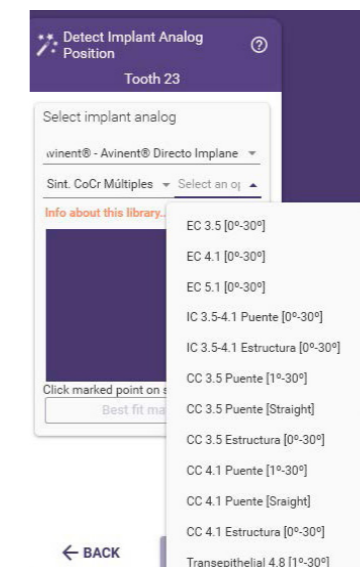 Detect Implant Analog
Position
Tooth 23
Select implant analog
vinent® - Avinent® Directo Implane
Sint. CoCr Múltiples Select an o
Info about this library..
EC 3.5 [0º-30º]
EC 4.1 [0º-30º]
EC 5.1 [0º-30º]
IC 3.5-4.1 Puente [0º-30º]
IC 3.5-4.1 Estructura [0º-30º]
CC 3.5 Puente [1º-30º]
Click marked point on s
CC 3.5 Puente [Straight]
Best fit ma
CC 3.5 Estructura [0º-30º]
CC 4.1 Puente [1º-30º]
CC 4.1 Puente [Sraight]
CC 4.1 Estructura [0º-30º]
BACK
Transepithelial 4.8 [1º-30º]